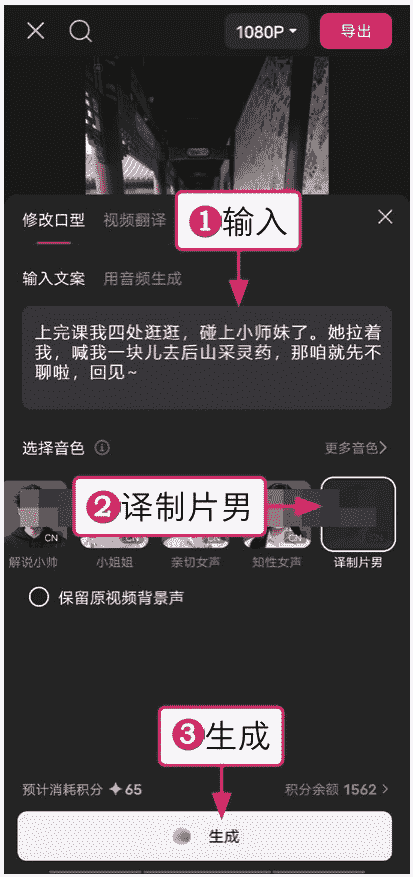 1080P
导出
修改口型
视频翻译
❶输入
输入文案
用音频生成
上完课我四处逛逛，碰上小师妹了。她拉着
我，喊我一块儿去后山采灵药，那咱就先不
聊啦，回见~
选择音色
更多音色
❷译制片男
CN
CN
解说小帅
小姐姐
亲切女声
知性女声
译制片男
保留原视频背景声
❸生成
预计消耗积分 65
积分余额 1562
生成